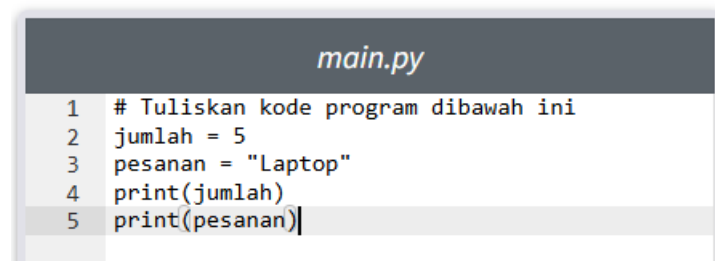 main.py
1 # Tuliskan kode program dibawah ini
2 jumlah = 5
3 pesanan = "Laptop"
4 print(jumlah)
5 print(pesanan)